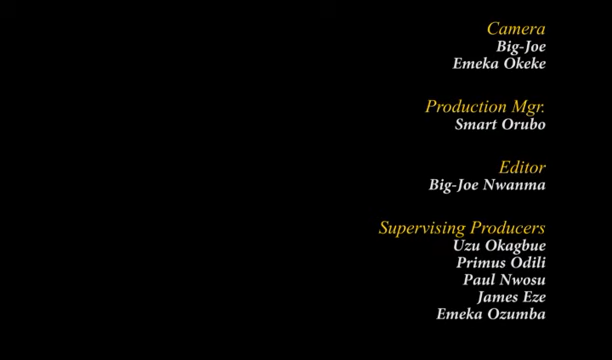 Camera
Big-Joe
Emeka Okeke
Production Mgr.
Smart Orubo
Editor
Big-Joe Nwanma
Supervising Producers
Uzu Okagbue
Primus Odili
Paul Nwosu
James Eze
Emeka Ozumba